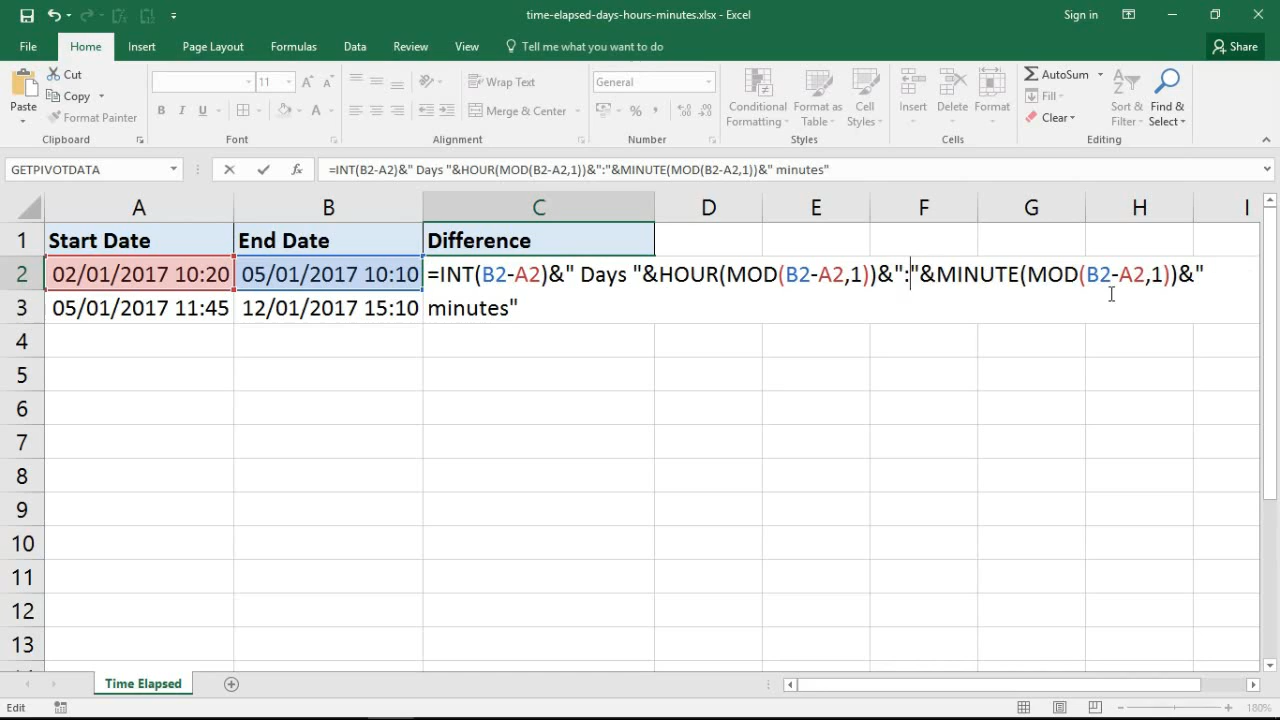 time-elapsed-days-hours-minutes.xlsx - Excel
Sign in
File Home Insert Page Layout Formulas Data Review View Tell me what you want to do Share
Paste
Cut
Copy
Format Painter
Clipboard
11
B I U
A A
A
Font
Wrap Text
Merge & Center
Alignment
General
% ,
Number
Conditional Formatting
Format as Table
Cell Styles
Styles
Insert Delete Format
Cells
AutoSum
Fill
Clear
Sort & Filter
Find & Select
Editing
GETPIVOTDATA
fx
=INT(B2-A2)&" Days "&HOUR(MOD(B2-A2,1))&":"&MINUTE(MOD(B2-A2,1))&" minutes"
A B C D E F G H I
1 Start Date End Date Difference
2 02/01/2017 10:20 05/01/2017 10:10 =INT(B2-A2)&" Days "&HOUR(MOD(B2-A2,1))&":"&MINUTE(MOD(B2-A2,1))&"
3 05/01/2017 11:45 12/01/2017 15:10 minutes"
4
5
6
7
8
9
10
11
12
13
Time Elapsed
Edit
180%